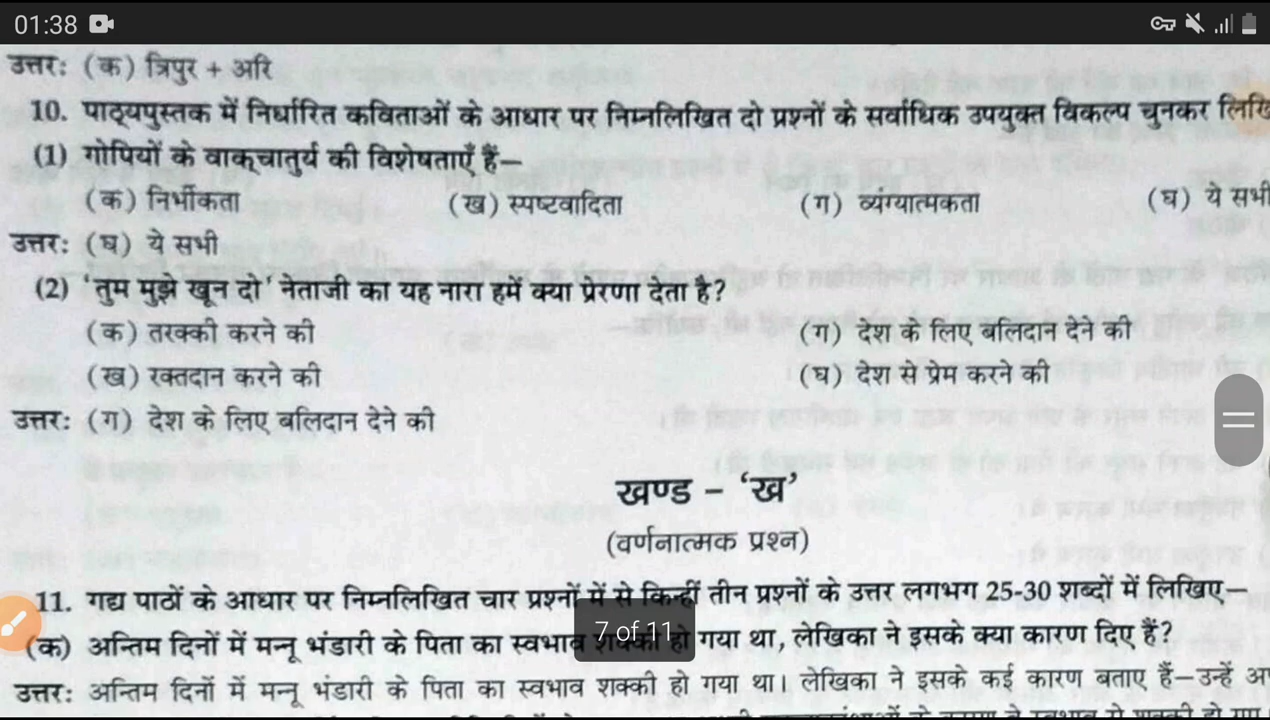 01:38
उत्तर: (क) त्रिपुर + अरि
10. पाठ्यपुस्तक में निर्धारित कविताओं के आधार पर निम्नलिखित दो प्रश्नों के सर्वाधिक उपयुक्त विकल्प चुनकर
(1) गोपियों के वाक्चातुर्य की विशेषताएँ हैं—
(क) निर्भीकता (ख) स्पष्टवादिता (ग) व्यंग्यात्मकता (घ) ये सभी
उत्तर: (घ) ये सभी
(2) 'तुम मुझे खून दो' नेताजी का यह नारा हमें क्या प्रेरणा देता है?
(क) तरक्की करने की (ग) देश के लिए बलिदान देने की
(ख) रक्तदान करने की (घ) देश से प्रेम करने की
उत्तर: (ग) देश के लिए बलिदान देने की
खण्ड – 'ख'
(वर्णनात्मक प्रश्न)
11. गद्य पाठों के आधार पर निम्नलिखित चार प्रश्नों में से किन्हीं तीन प्रश्नों के उत्तर लगभग 25-30 शब्दों में लिखिए—
7 of 11
(क) अन्तिम दिनों में मन्नू भंडारी के पिता का स्वभाव शक्की हो गया था, लेखिका ने इसके क्या कारण दिए हैं?
उत्तर: अन्तिम दिनों में मन्नू भंडारी के पिता का स्वभाव शक्की हो गया था। लेखिका ने इसके कई कारण बताए हैं—उन्हें